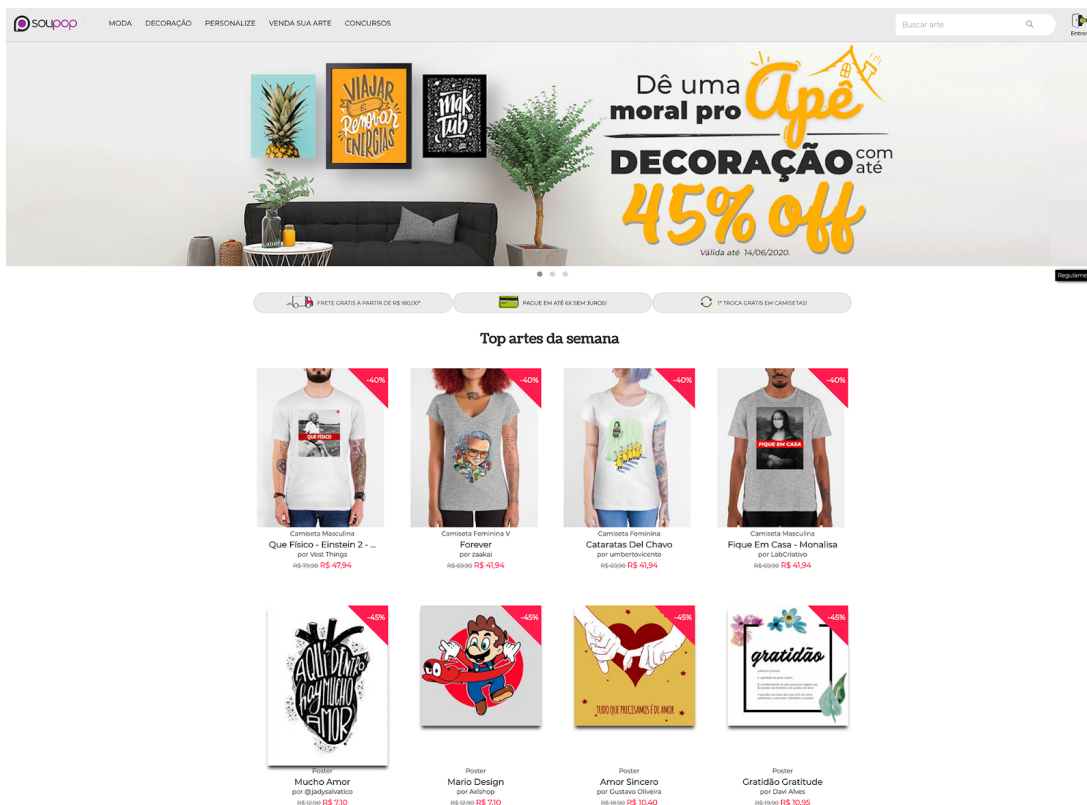 soupop
MODA DECORAÇÃO PERSONALIZE VENDA SUA ARTE CONCURSOS
Buscar arte
Entrar
VIAJAR
E
Renovar
ENERGIAS
mak
tub
Dê uma
moral pro Apê
DECORAÇÃO com
até
45% off
Válida até 14/06/2020.
Regulame
FRETE GRÁTIS A PARTIR DE R$ 180,00*
PAGUE EM ATÉ 6X SEM JUROS!
1ª TROCA GRÁTIS EM CAMISETAS!
Top artes da semana
-40% -40% -40% -40%
QUE FÍSICO
FIQUE EM CASA
Camiseta Masculina
Que Físico - Einstein 2 - ...
por Vest Things
R$ 79,90 R$ 47,94
Camiseta Feminina V
Forever
por zaakai
R$ 69,90 R$ 41,94
Camiseta Feminina
Cataratas Del Chavo
por umbertovicente
R$ 69,90 R$ 41,94
Camiseta Masculina
Fique Em Casa - Monalisa
por LabCriativo
R$ 69,90 R$ 41,94
-45% -45% -45% -45%
AQUI DENTRO
hay MUCHO
AMOR
TUDO QUE PRECISAMOS É DE AMOR
gratidão
Poster
Mucho Amor
por @jadysalvatico
R$ 12,90 R$ 7,10
Poster
Mario Design
por Axlshop
R$ 12,90 R$ 7,10
Poster
Amor Sincero
por Gustavo Oliveira
R$ 18,90 R$ 10,40
Poster
Gratidão Gratitude
por Davi Alves
R$ 19,90 R$ 10,95